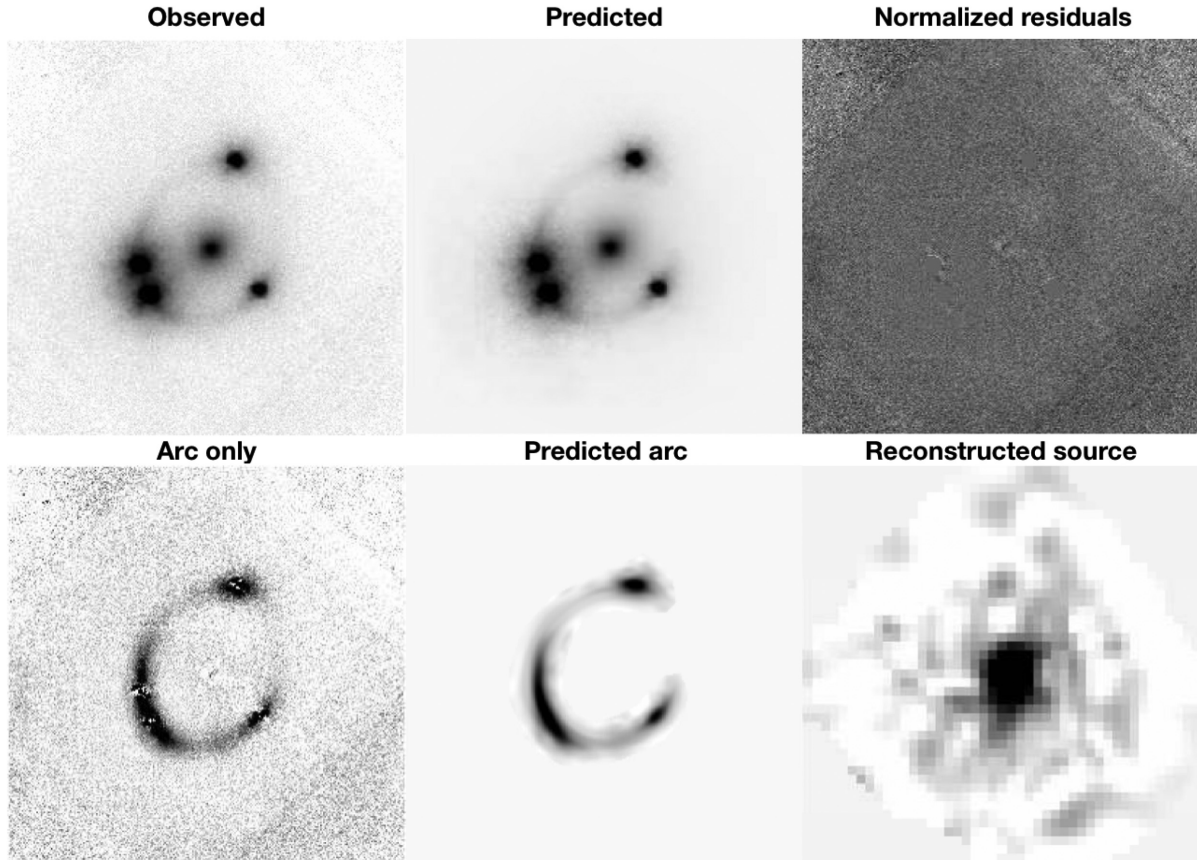 Observed
Predicted
Normalized residuals
Arc only
Predicted arc
Reconstructed source